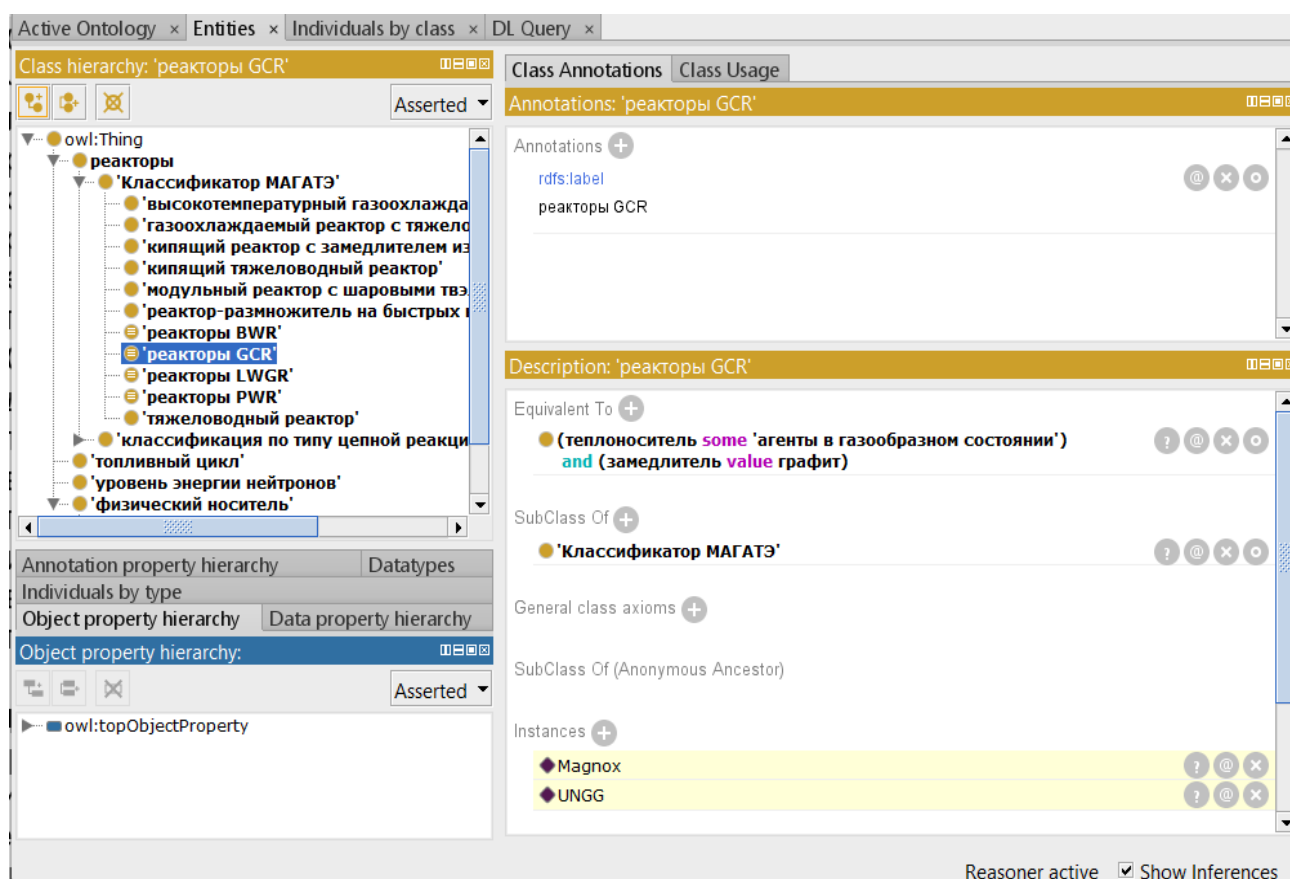 Active Ontology × Entities × Individuals by class × DL Query ×
Class hierarchy: 'реакторы GCR'
Asserted
owl:Thing
реакторы
'Классификатор МАГАТЭ'
'высокотемпературный газоохлажда
'газоохлаждаемый реактор с тяжело
'кипящий реактор с замедлителем из
'кипящий тяжеловодный реактор'
'модульный реактор с шаровыми твэ
'реактор-размножитель на быстрых
'реакторы BWR'
'реакторы GCR'
'реакторы LWGR'
'реакторы PWR'
'тяжеловодный реактор'
'классификация по типу цепной реакци
'топливный цикл'
'уровень энергии нейтронов'
'физический носитель'
Annotation property hierarchy Datatypes
Individuals by type
Object property hierarchy Data property hierarchy
Object property hierarchy:
Asserted
owl:topObjectProperty
Class Annotations Class Usage
Annotations: 'реакторы GCR'
Annotations
rdfs:label
реакторы GCR
Description: 'реакторы GCR'
Equivalent To
(теплоноситель some 'агенты в газообразном состоянии')
and (замедлитель value графит)
SubClass Of
'Классификатор МАГАТЭ'
General class axioms
SubClass Of (Anonymous Ancestor)
Instances
Magnox
UNGG
Reasoner active Show Inferences